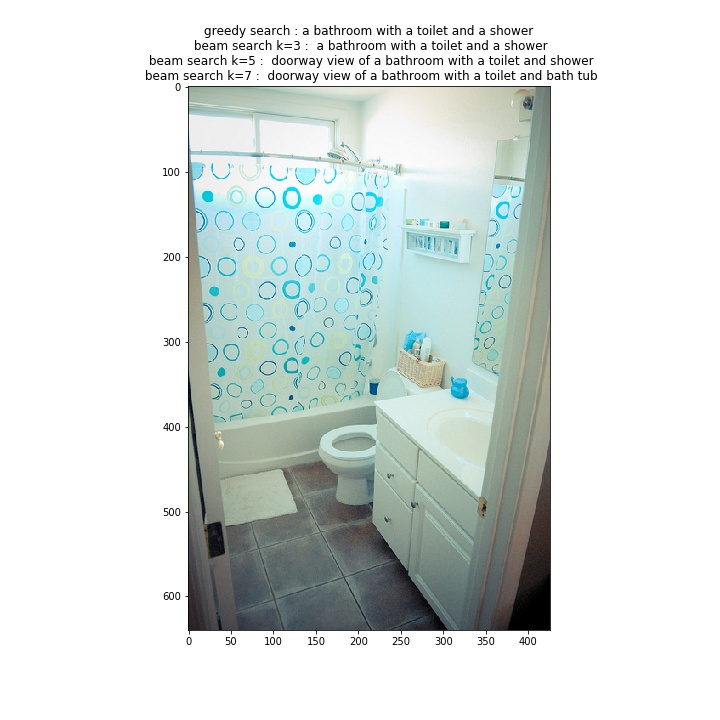 greedy search : a bathroom with a toilet and a shower
beam search k=3 :  a bathroom with a toilet and a shower
beam search k=5 :  doorway view of a bathroom with a toilet and shower
beam search k=7 :  doorway view of a bathroom with a toilet and bath tub
0
100
200
300
400
500
600
0 50 100 150 200 250 300 350 400